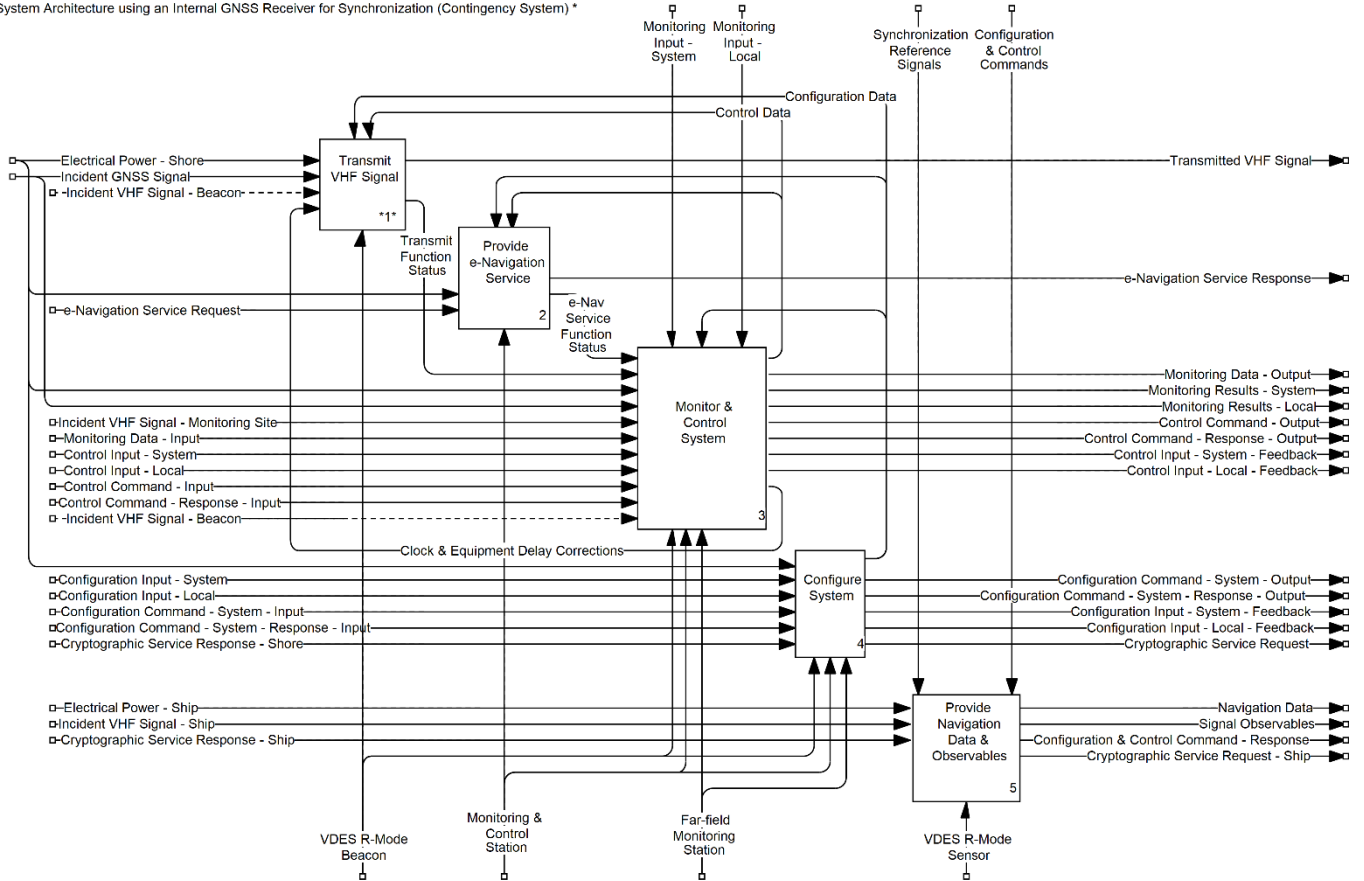 System Architecture using an Internal GNSS Receiver for Synchronization (Contingency System) *
Monitoring
Input -
System
Monitoring
Input -
Local
Synchronization
Reference
Signals
Configuration
& Control
Commands
Configuration Data
Control Data
Electrical Power - Shore
Incident GNSS Signal
-Incident VHF Signal - Beacon
Transmit
VHF Signal
*1*
Transmitted VHF Signal
Transmit
Function
Status
Provide
e-Navigation
Service
2
e-Navigation Service Response
e-Navigation Service Request
e-Nav
Service
Function
Status
Monitor &
Control
System
3
Incident VHF Signal - Monitoring Site
Monitoring Data - Input
Control Input - System
Control Input - Local
Control Command - Input
Control Command - Response - Input
-Incident VHF Signal - Beacon
Monitoring Data - Output
Monitoring Results - System
Monitoring Results - Local
Control Command - Output
Control Command - Response - Output
Control Input - System - Feedback
Control Input - Local - Feedback
Clock & Equipment Delay Corrections
Configuration Input - System
Configuration Input - Local
Configuration Command - System - Input
Configuration Command - System - Response - Input
Cryptographic Service Response - Shore
Configure
System
4
Configuration Command - System - Output
Configuration Command - System - Response - Output
Configuration Input - System - Feedback
Configuration Input - Local - Feedback
Cryptographic Service Request
Electrical Power - Ship
Incident VHF Signal - Ship
Cryptographic Service Response - Ship
Provide
Navigation
Data &
Observables
5
Navigation Data
Signal Observables
Configuration & Control Command - Response
Cryptographic Service Request - Ship
VDES R-Mode
Beacon
Monitoring &
Control
Station
Far-field
Monitoring
Station
VDES R-Mode
Sensor